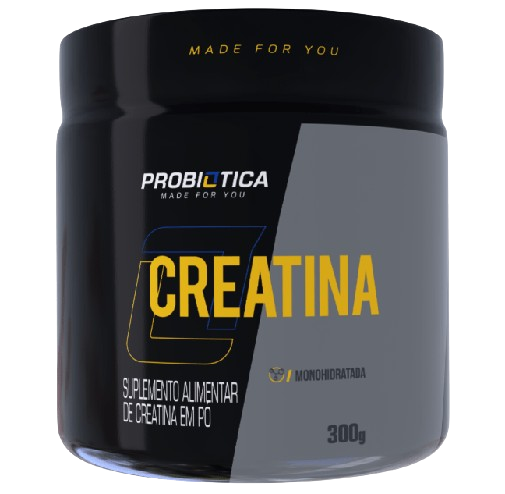 MADE FOR YOU
PROBIOTICA
MADE FOR YOU
CREATINA
/ MONOHIDRATADA
SUPLEMENTO ALIMENTAR
DE CREATINA EM PÓ
300g